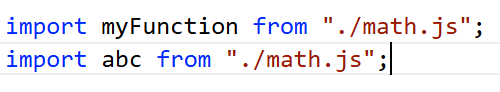 import myFunction from "./math.js";
import abc from "./math.js";